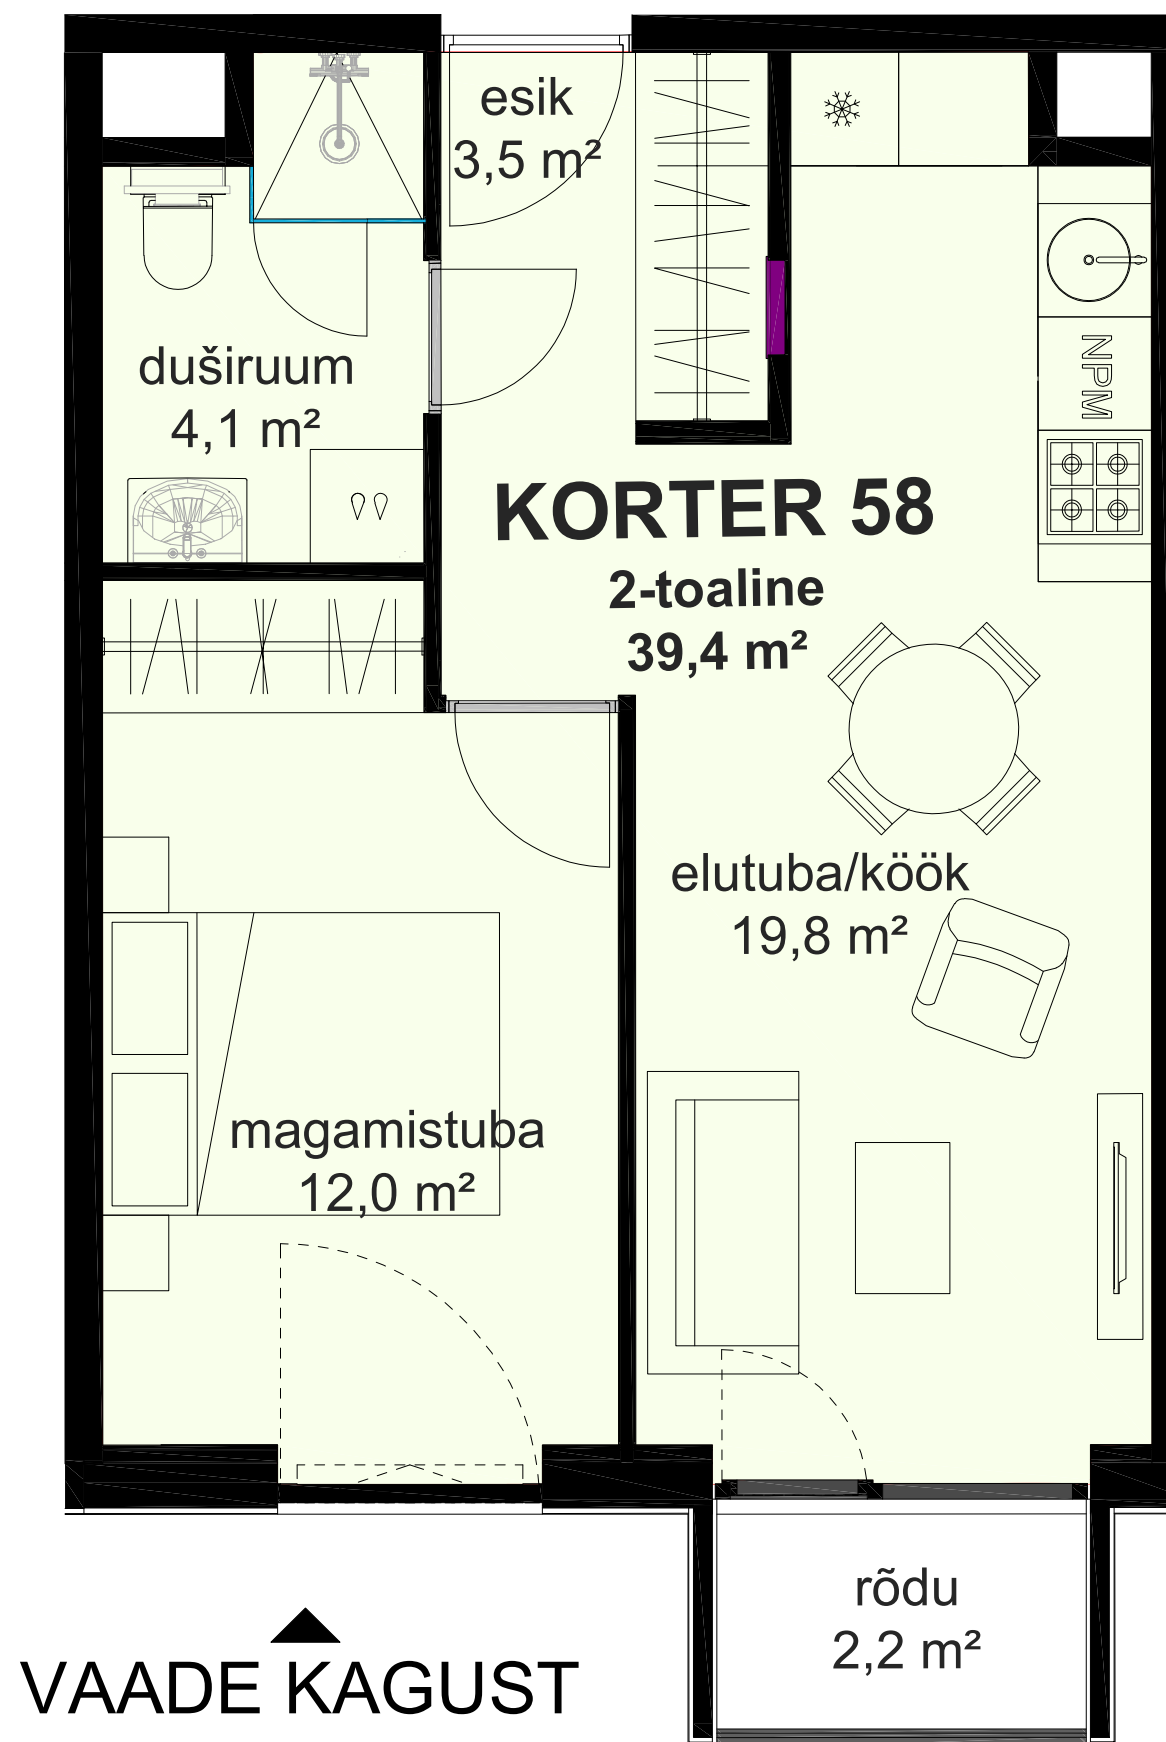 esik
3,5 m²
duširuum
4,1 m²
NPM
KORTER 58
2-toaline
39,4 m²
elutuba/köök
19,8 m²
magamistuba
12,0 m²
rõdu
2,2 m²
VAADE KAGUST